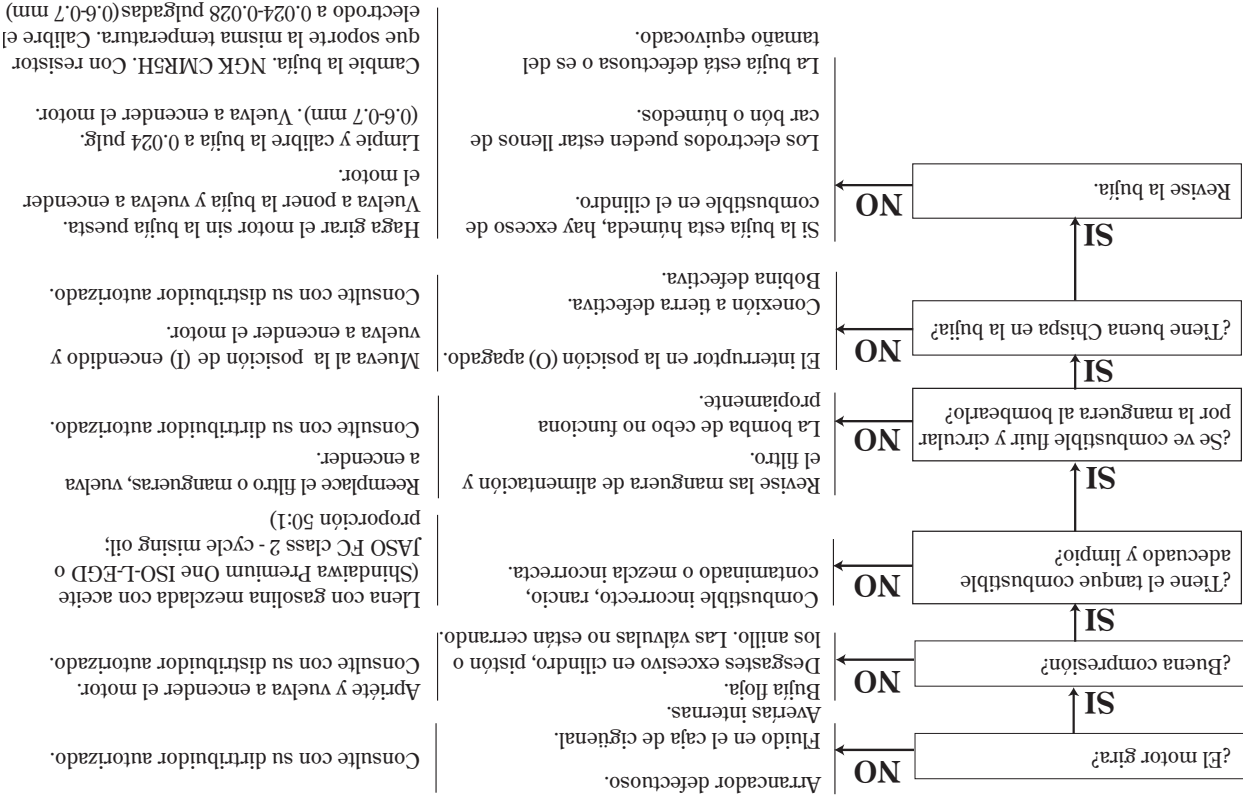 ¿El motor gira?
NO
Arrancador defectuoso.
Fluido en el caja de cigüenal.
Averías internas.
Consulte con su dirtribuidor autorizado.
SI
¿Buena compresión?
NO
Bujía floja.
Desgastes excesivo en cilindro, pistón o
los anillo. Las válvulas no están cerrando.
Apriéte y vuelva a encender el motor.
Consulte con su distribuidor autorizado.
SI
¿Tiene el tanque combustible
adecuado y limpio?
NO
Combustible incorrecto, rancio,
contaminado o mezcla incorrecta.
Llena con gasolina mezclada con aceite
(Shindaiwa Premium One ISO-L-EGD o
JASO FC class 2 - cycle mising oil;
proporción 50:1)
SI
¿Se ve combustible fluir y circular
por la manguera al bombearlo?
NO
Revise las manguera de alimentación y
el filtro.
La bomba de cebo no funciona
propiamente.
Reemplace el filtro o mangueras, vuelva
a encender.
Consulte con su dirtribuidor autorizado.
SI
¿Tiene buena Chispa en la bujiia?
NO
El interruptor en la posición (O) apagado.
Conexión a tierra defectiva.
Bobina defectiva.
Mueva al la posición de (I) encendido y
vuelva a encender el motor.
Consulte con su distribuidor autorizado.
SI
Revise la bujia.
NO
Si la bujía esta húmeda, hay exceso de
combustible en el cilindro.
Haga girar el motor sin la bujía puesta.
Vuelva a poner la bujía y vuelva a encender
el motor.
Los electrodos pueden estar llenos de
car bón o húmedos.
Limpie y calibre la bujía a 0.024 pulg.
(0.6-0.7 mm). Vuelva a encender el motor.
La bujía está defectuosa o es del
tamaño equivocado.
Cambie la bujía. NGK CMR5H. Con resistor
que soporte la misma temperatura. Calibre el
electrodo a 0.024-0.028 pulgadas(0.6-0.7 mm)